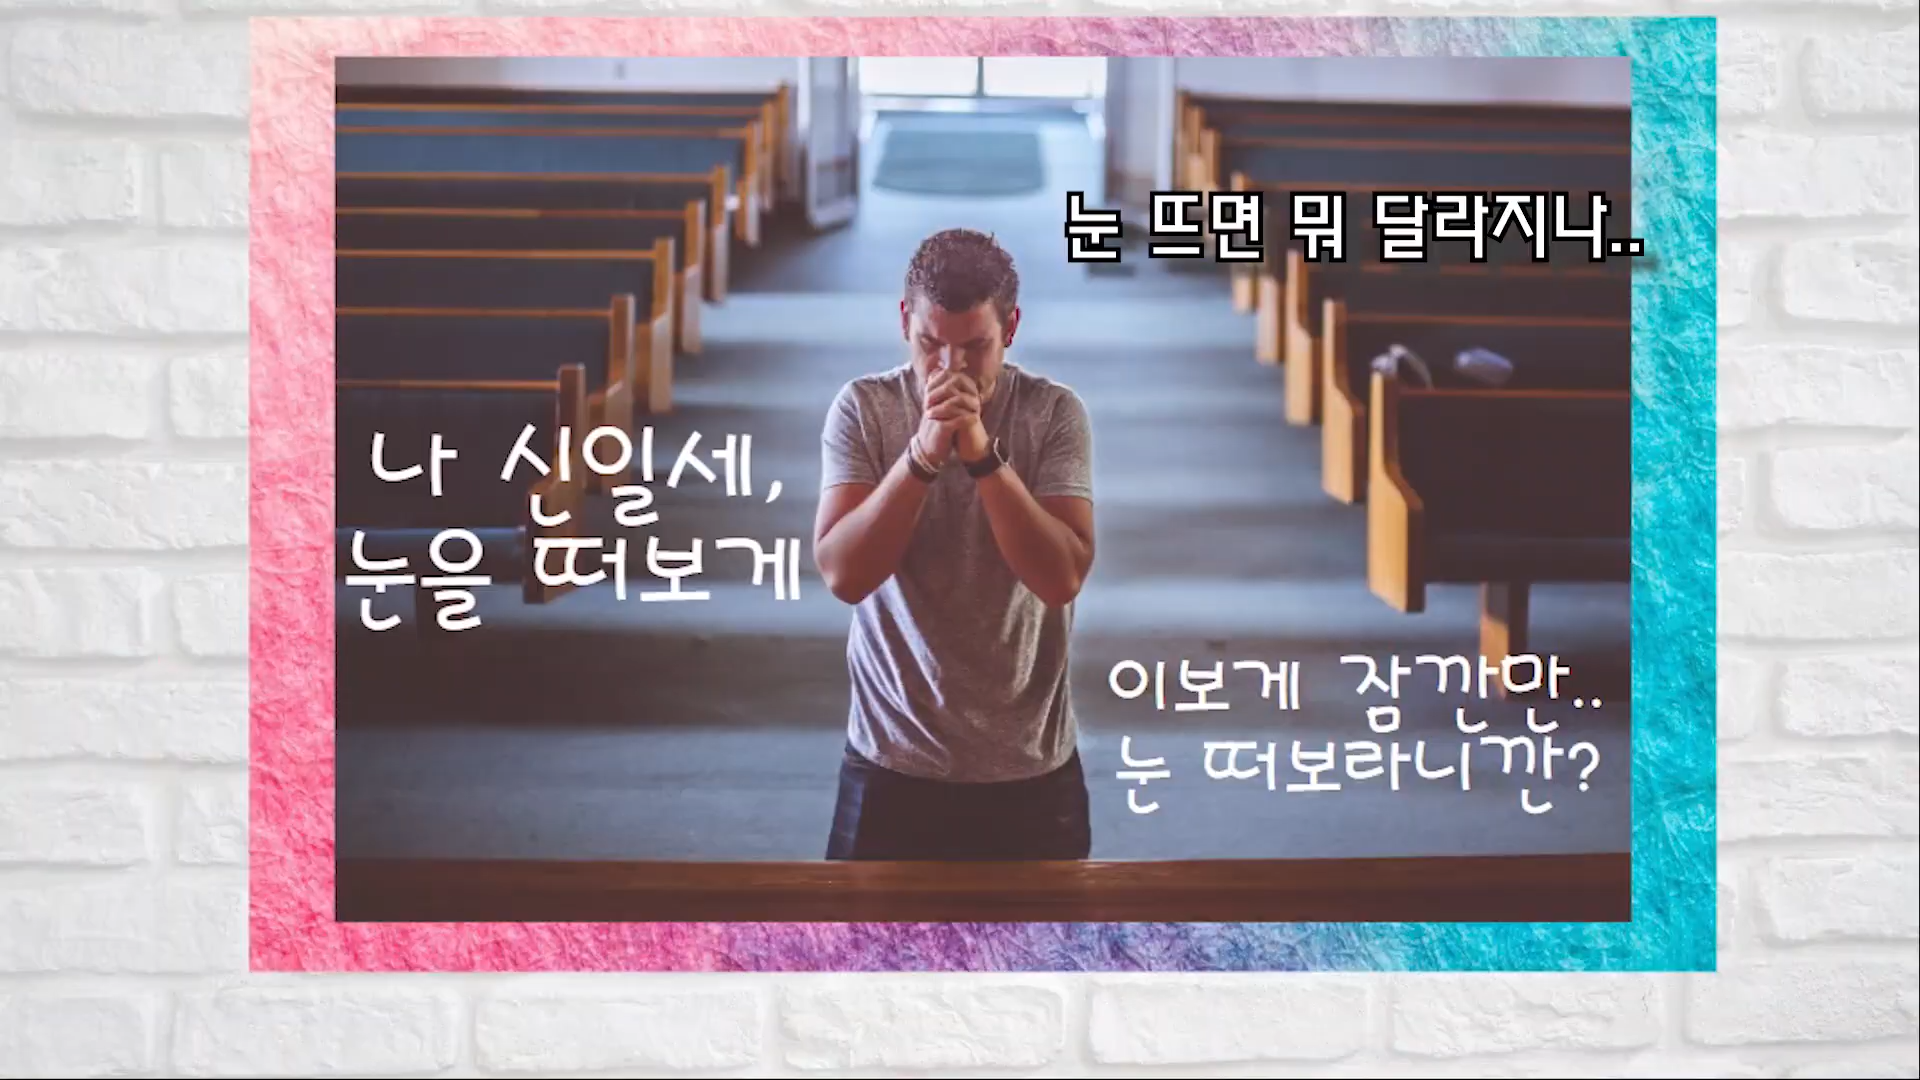 눈 뜨면 뭐 달라지냐..
나 신일세,
눈을 떠보게
이보게 잠깐만..
눈 떠보라니깐?